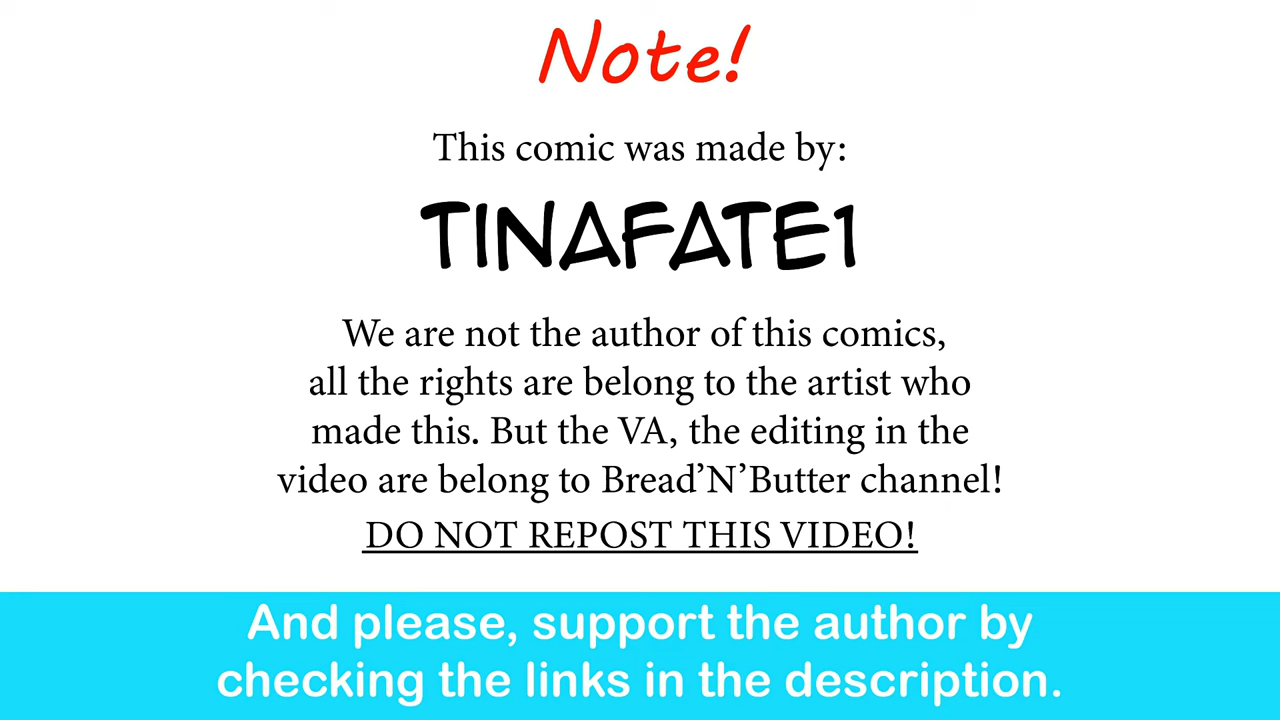 Note!
This comic was made by:
TINAFATE1
We are not the author of this comics,
all the rights are belong to the artist who
made this. But the VA, the editing in the
video are belong to Bread’N’Butter channel!
DO NOT REPOST THIS VIDEO!
And please, support the author by
checking the links in the description.